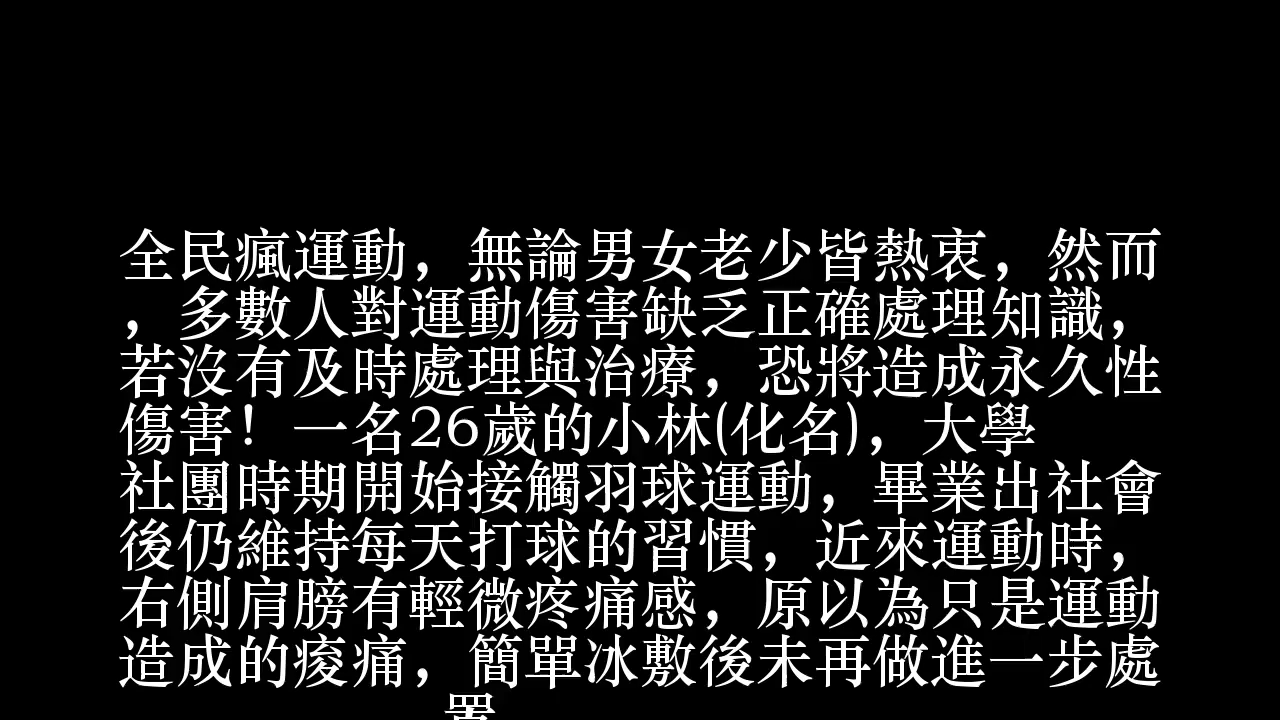 全民瘋運動，無論男女老少皆熱衷，然而
，多數人對運動傷害缺乏正確處理知識，
若沒有及時處理與治療，恐將造成永久性
傷害！一名26歲的小林(化名)，大學
社團時期開始接觸羽球運動，畢業出社會
後仍維持每天打球的習慣，近來運動時，
右側肩膀有輕微疼痛感，原以為只是運動
造成的痠痛，簡單冰敷後未再做進一步處